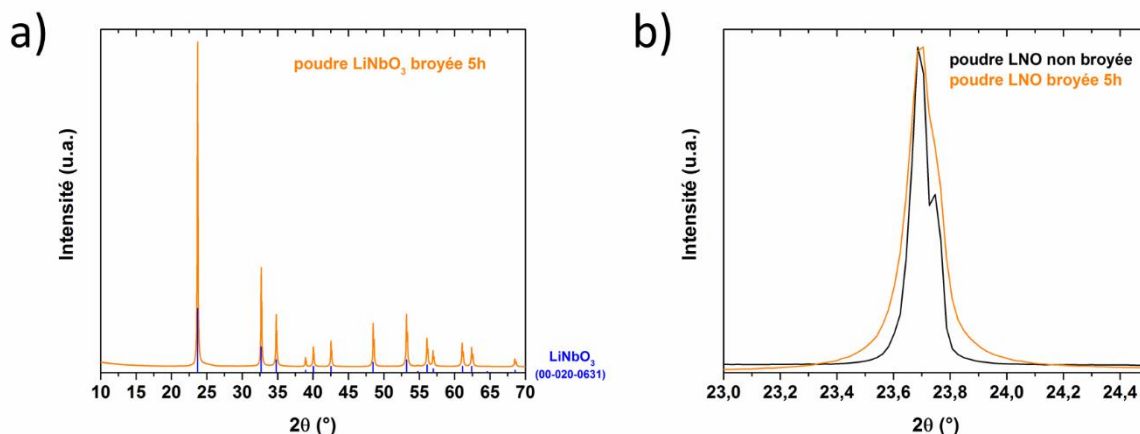 a)
poudre LiNbO₃ broyée 5h
Intensité (u.a.)
LiNbO₃
(00-020-0631)
10 15 20 25 30 35 40 45 50 55 60 65 70
2θ (°)
b)
poudre LNO non broyée
poudre LNO broyée 5h
Intensité (u.a.)
23,0 23,2 23,4 23,6 23,8 24,0 24,2 24,4
2θ (°)